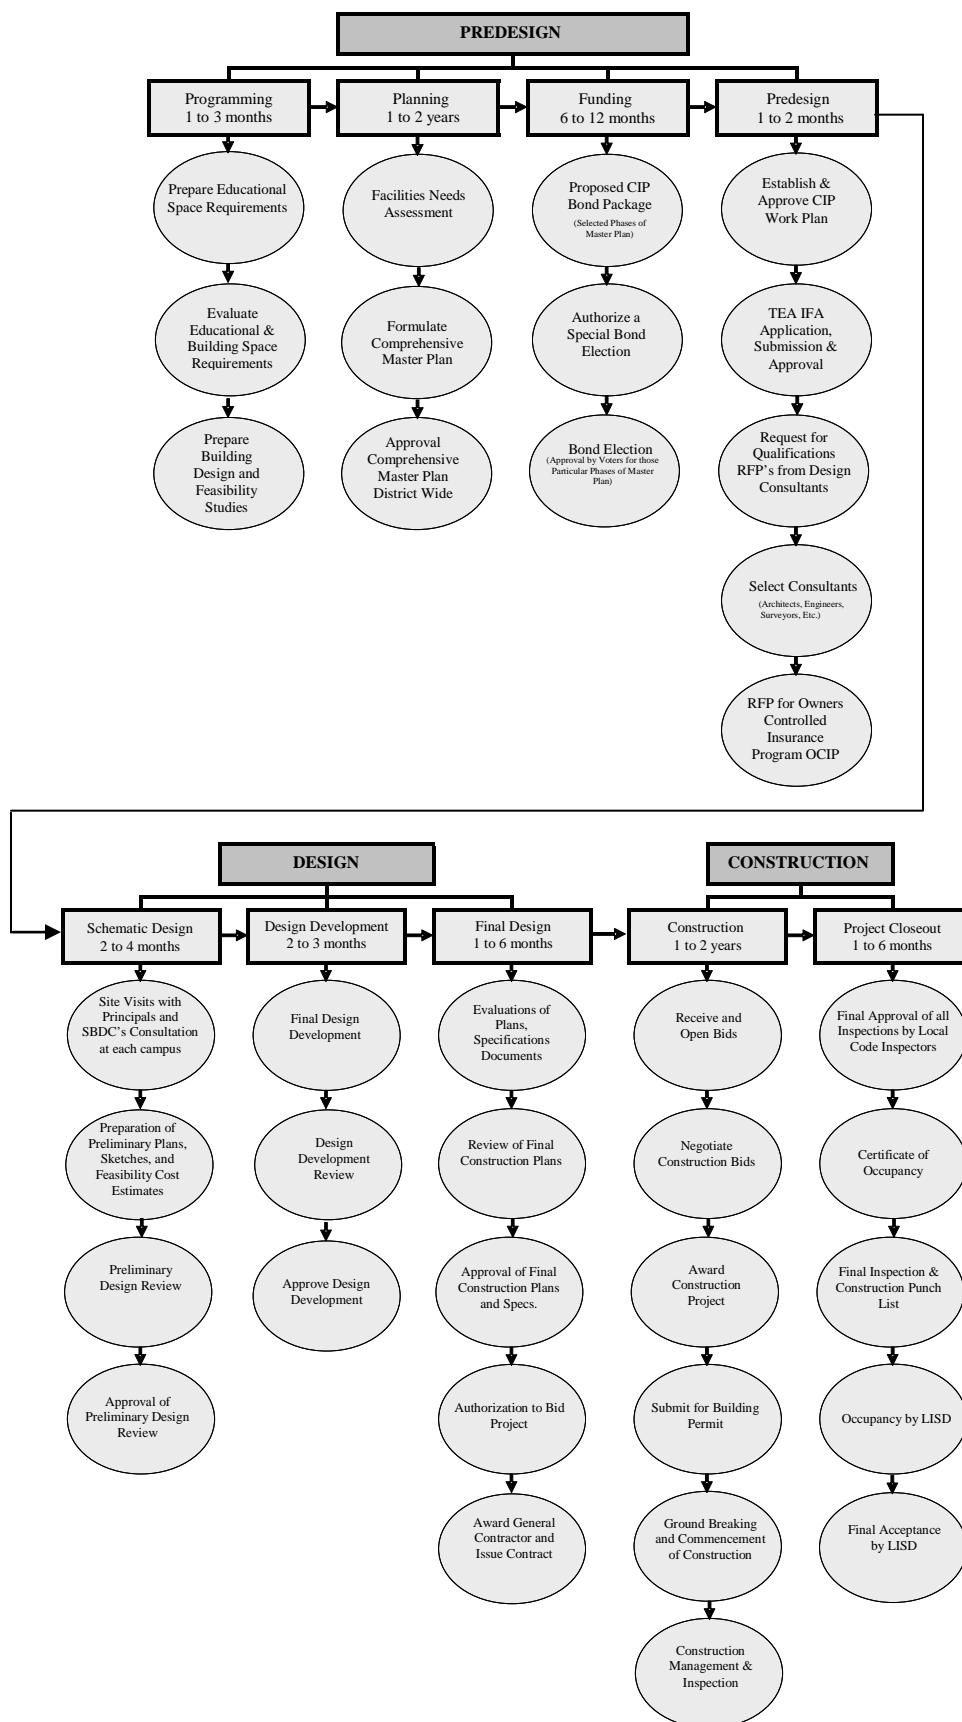 PREDESIGN
Programming
1 to 3 months
Planning
1 to 2 years
Funding
6 to 12 months
Predesign
1 to 2 months
Prepare Educational
Space Requirements
Evaluate
Educational &
Building Space
Requirements
Prepare
Building
Design and
Feasibility
Studies
Facilities Needs
Assessment
Formulate
Comprehensive
Master Plan
Approval
Comprehensive
Master Plan
District Wide
Proposed CIP
Bond Package
(Selected Phases of
Master Plan)
Authorize a
Special Bond
Election
Bond Election
(Approval by Voters for those
Particular Phases of Master
Plan)
Establish &
Approve CIP
Work Plan
TEA IFA
Application,
Submission &
Approval
Request for
Qualifications
RFP's from Design
Consultants
Select Consultants
(Architects, Engineers,
Surveyors, Etc.)
RFP for Owners
Controlled
Insurance
Program OCIP
DESIGN
CONSTRUCTION
Schematic Design
2 to 4 months
Design Development
2 to 3 months
Final Design
1 to 6 months
Construction
1 to 2 years
Project Closeout
1 to 6 months
Site Visits with
Principals and
SBDC's Consultation
at each campus
Preparation of
Preliminary Plans,
Sketches, and
Feasibility Cost
Estimates
Preliminary
Design Review
Approval of
Preliminary Design
Review
Final Design
Development
Design
Development
Review
Approve Design
Development
Evaluations of
Plans,
Specifications
Documents
Review of Final
Construction Plans
Approval of Final
Construction Plans
and Specs.
Authorization to Bid
Project
Award General
Contractor and
Issue Contract
Receive and
Open Bids
Negotiate
Construction Bids
Award
Construction
Project
Submit for Building
Permit
Ground Breaking
and Commencement
of Construction
Construction
Management &
Inspection
Final Approval of all
Inspections by Local
Code Inspectors
Certificate of
Occupancy
Final Inspection &
Construction Punch
List
Occupancy by LISD
Final Acceptance
by LISD